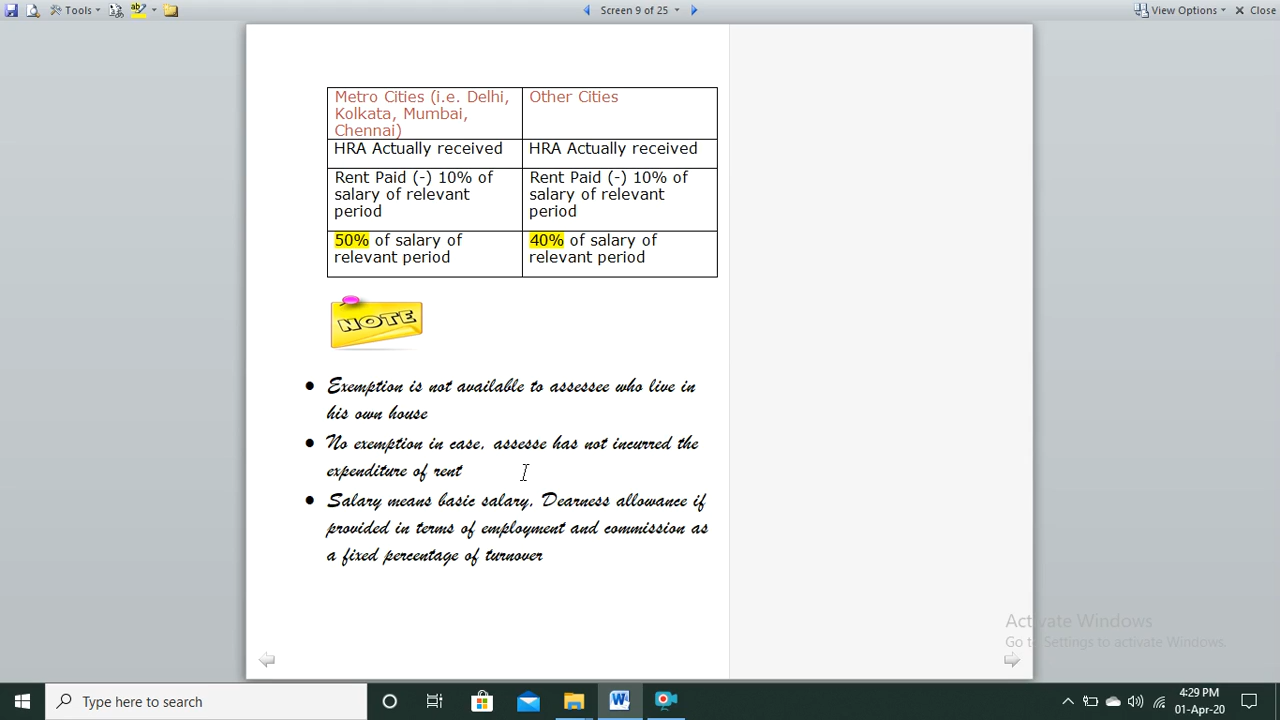 Tools
Screen 9 of 25
View Options
Close
Metro Cities (i.e. Delhi, Kolkata, Mumbai, Chennai)
Other Cities
HRA Actually received
HRA Actually received
Rent Paid (-) 10% of salary of relevant period
Rent Paid (-) 10% of salary of relevant period
50% of salary of relevant period
40% of salary of relevant period
NOTE
• Exemption is not available to assessee who live in
his own house
• No exemption in case, assesse has not incurred the
expenditure of rent
• Salary means basic salary, Dearness allowance if
provided in terms of employment and commission as
a fixed percentage of turnover
Activate Windows
Go to Settings to activate Windows.
Type here to search
4:29 PM
01-Apr-20